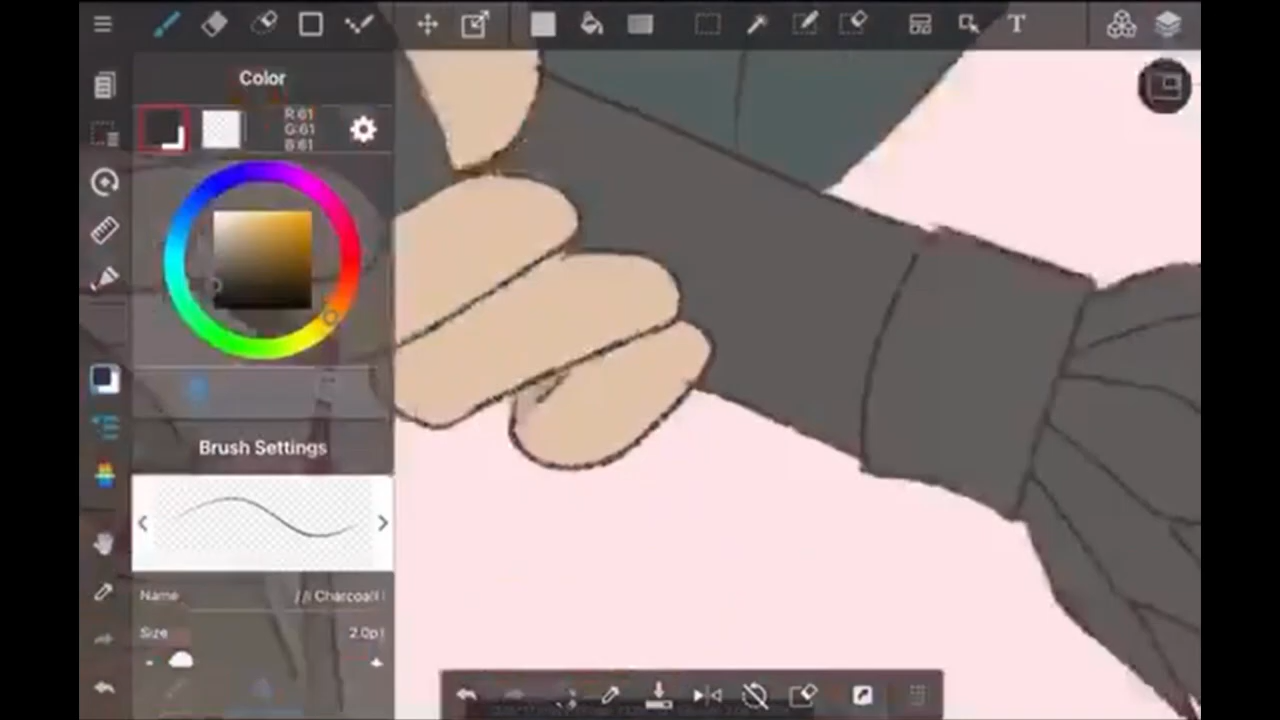 T
Color
R:61
G:61
B:61
Brush Settings
Name // Charcoal
Size 2.0p